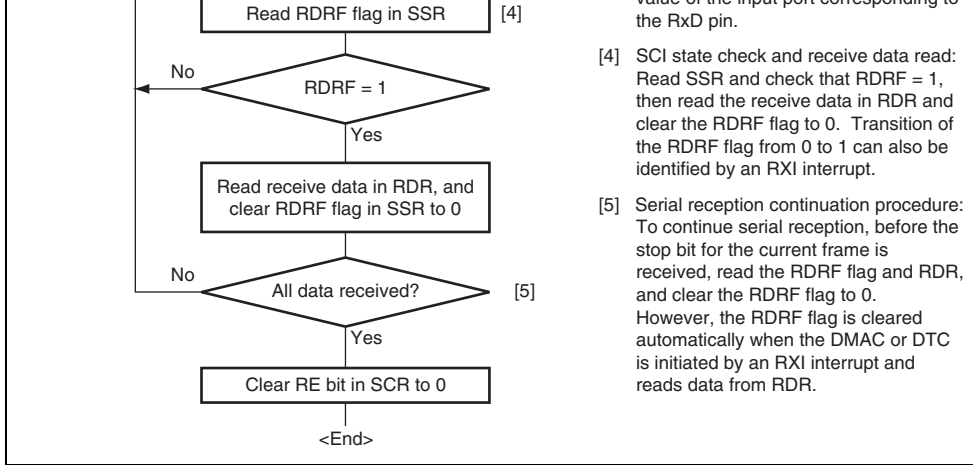 Read RDRF flag in SSR
[4]
No
RDRF = 1
Yes
Read receive data in RDR, and
clear RDRF flag in SSR to 0
No
All data received?
[5]
Yes
Clear RE bit in SCR to 0
<End>
value of the input port corresponding to
the RxD pin.
[4] SCI state check and receive data read:
Read SSR and check that RDRF = 1,
then read the receive data in RDR and
clear the RDRF flag to 0. Transition of
the RDRF flag from 0 to 1 can also be
identified by an RXI interrupt.
[5] Serial reception continuation procedure:
To continue serial reception, before the
stop bit for the current frame is
received, read the RDRF flag and RDR,
and clear the RDRF flag to 0.
However, the RDRF flag is cleared
automatically when the DMAC or DTC
is initiated by an RXI interrupt and
reads data from RDR.